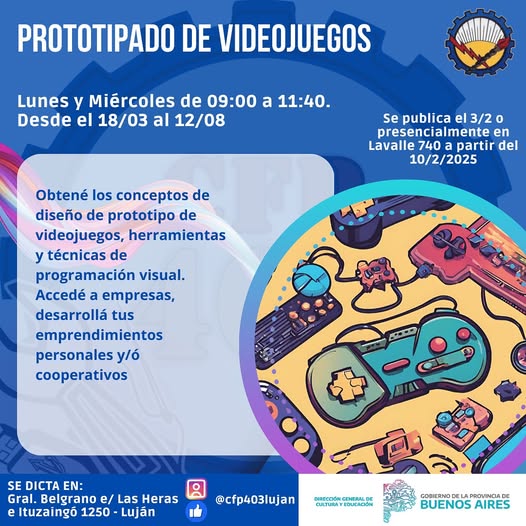 PROTOTIPADO DE VIDEOJUEGOS
Lunes y Miércoles de 09:00 a 11:40.
Desde el 18/03 al 12/08
Se publica el 3/2 o
presencialmente en
Lavalle 740 a partir del
10/2/2025
Obtené los conceptos de
diseño de prototipo de
videojuegos, herramientas
y técnicas de
programación visual.
Accedé a empresas,
desarrollá tus
emprendimientos
personales y/ó
cooperativos
SE DICTA EN:
Gral. Belgrano e/ Las Heras
e Ituzaingó 1250 - Luján
@cfp403lujan
DIRECCIÓN GENERAL DE
CULTURA Y EDUCACIÓN
GOBIERNO DE LA PROVINCIA DE
BUENOS AIRES